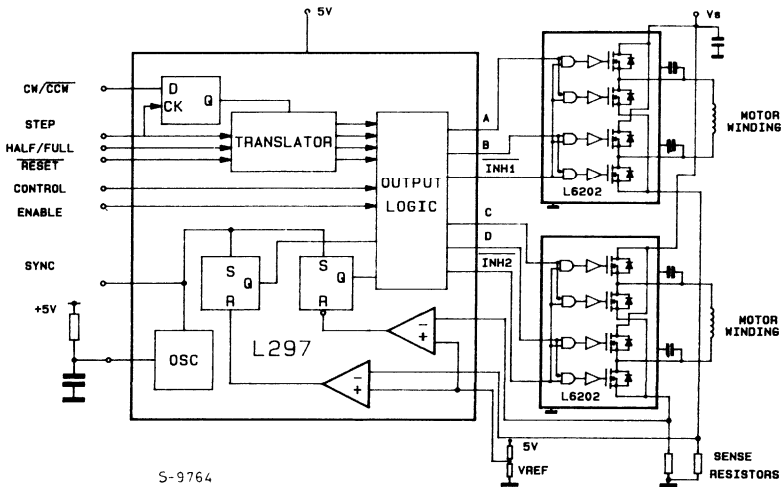 5V
Vs
CW/CCW
D
CK
Q
STEP
HALF/FULL
RESET
CONTROL
ENABLE
SYNC
+5V
TRANSLATOR
OUTPUT
LOGIC
A
B
INH1
C
D
INH2
L6202
MOTOR
WINDING
S
Q
R
S
Q
R
OSC
L297
-
+
-
+
L6202
MOTOR
WINDING
5V
VREF
SENSE
RESISTORS
S-9764